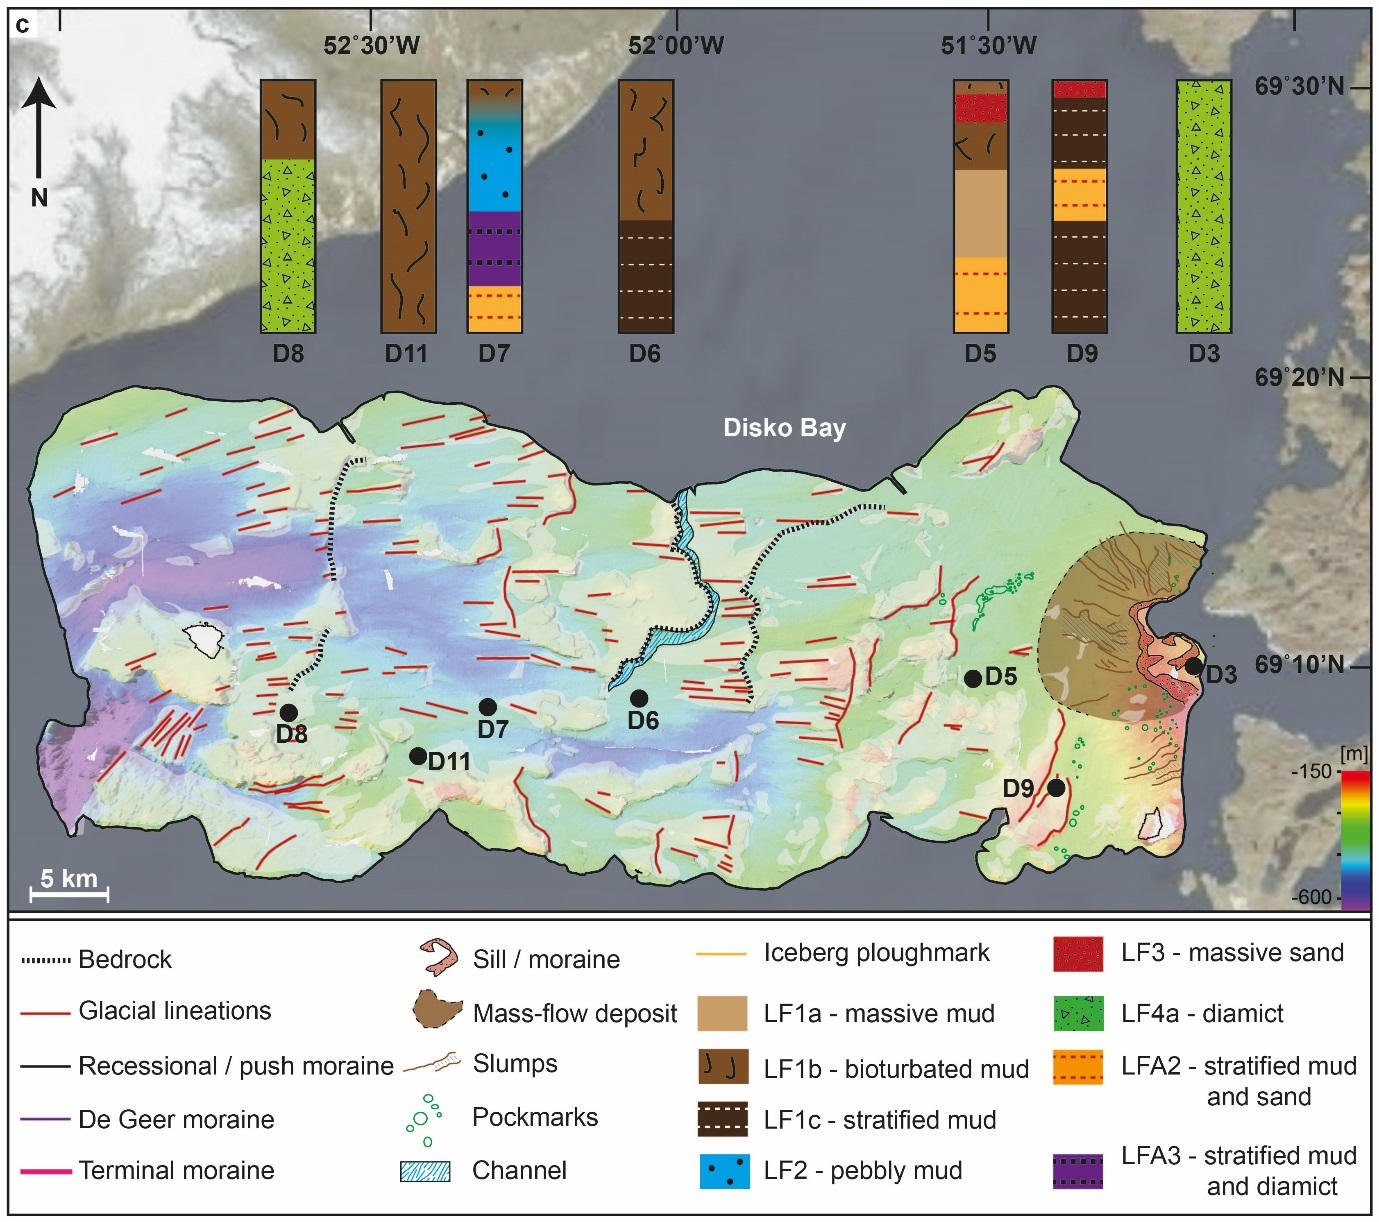 c
52°30'W
52°00'W
51°30'W
69°30'N
N
D8
D11
D7
D6
D5
D9
D3
69°20'N
Disko Bay
69°10'N
D3
D5
D6
D7
D8
D11
D9
[m]
-150
-600
5 km
Bedrock
Glacial lineations
Recessional / push moraine
De Geer moraine
Terminal moraine
Sill / moraine
Mass-flow deposit
Slumps
Pockmarks
Channel
Iceberg ploughmark
LF1a - massive mud
LF1b - bioturbated mud
LF1c - stratified mud
LF2 - pebbly mud
LF3 - massive sand
LF4a - diamict
LFA2 - stratified mud
and sand
LFA3 - stratified mud
and diamict